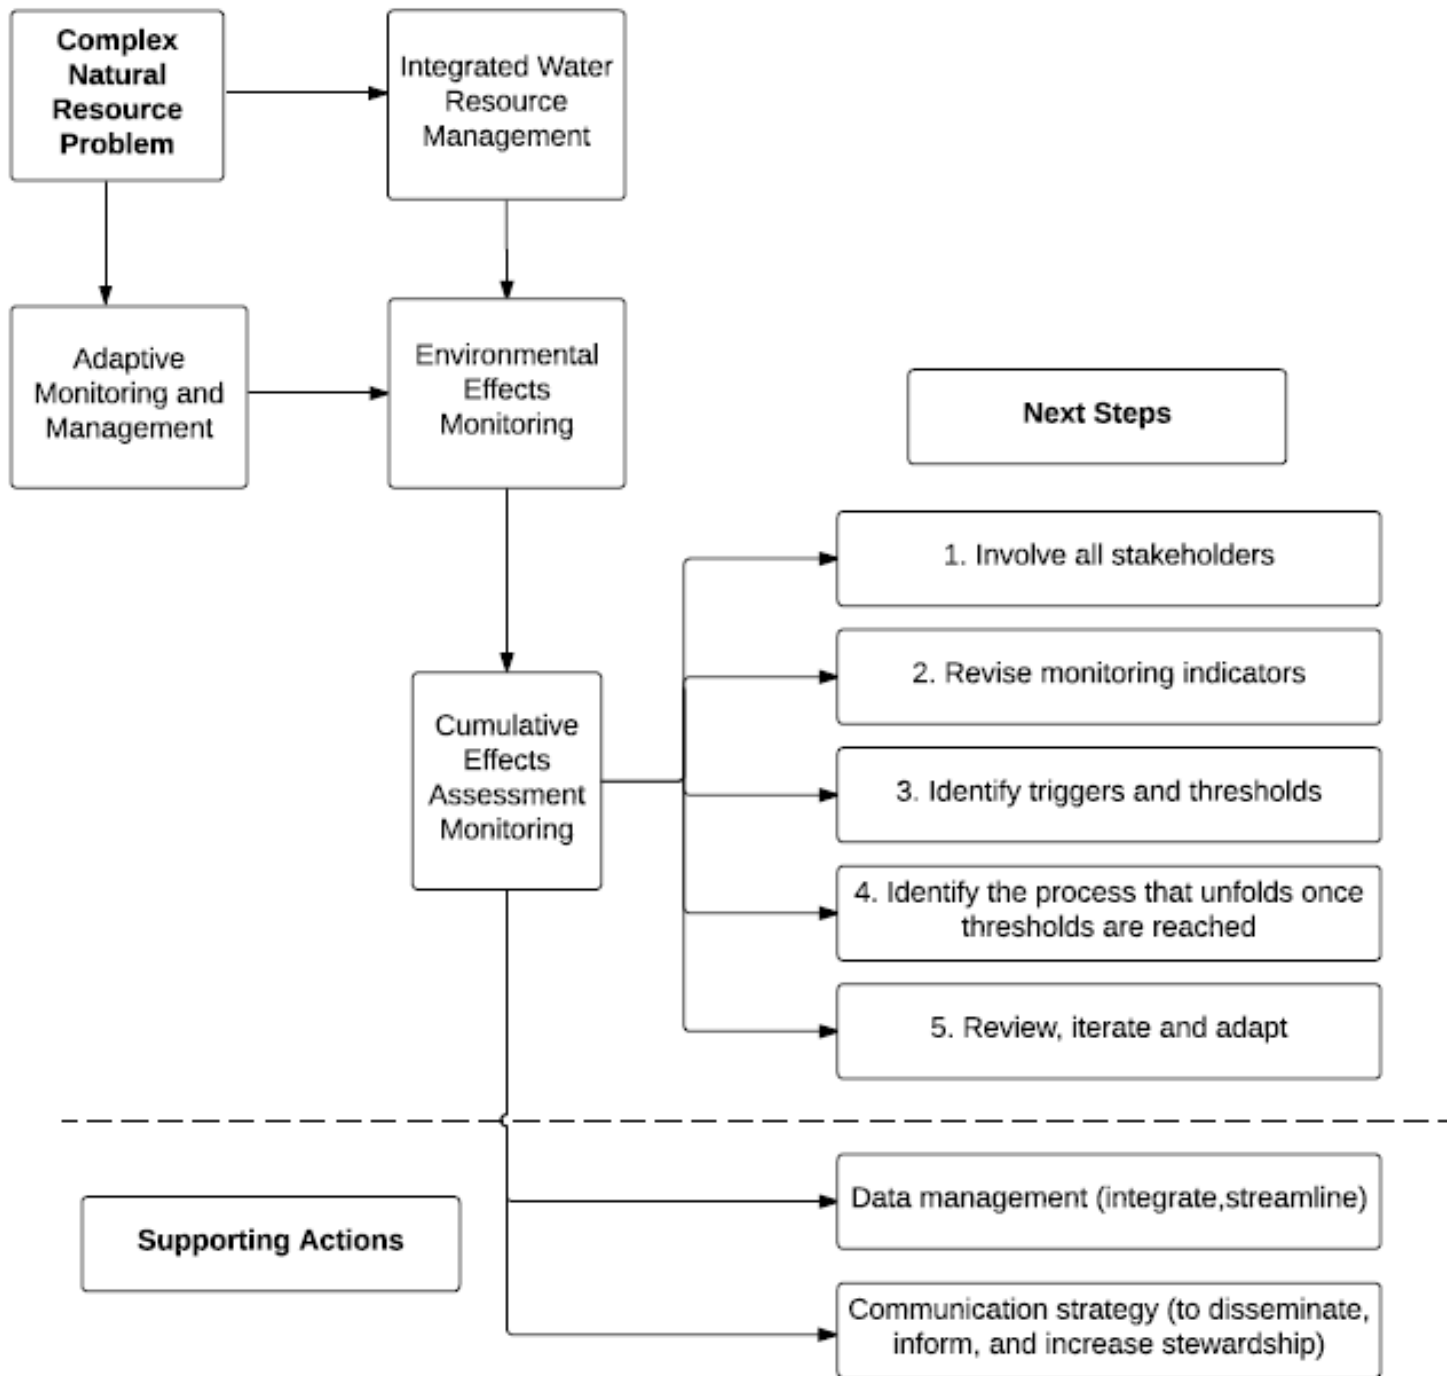 Complex
Natural
Resource
Problem
Integrated Water
Resource
Management
Adaptive
Monitoring and
Management
Environmental
Effects
Monitoring
Next Steps
1. Involve all stakeholders
2. Revise monitoring indicators
Cumulative
Effects
Assessment
Monitoring
3. Identify triggers and thresholds
4. Identify the process that unfolds once
thresholds are reached
5. Review, iterate and adapt
Supporting Actions
Data management (integrate,streamline)
Communication strategy (to disseminate,
inform, and increase stewardship)